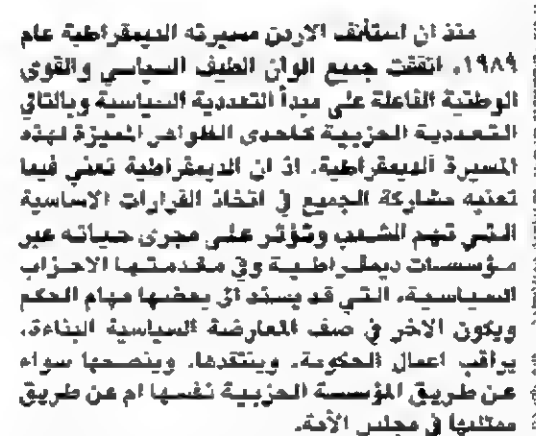 منذ ان استأنف الاردن مسيرته الديمقراطية عام
١٩٨٩، اتفقت جميع الوان الطيف السياسي والقوى
الوطنية الفاعلة على مبدأ التعددية السياسية وبالتالي
التعددية الحزبية كاحدى الظواهر المميزة لهذه
المسيرة الديمقراطية. اذ ان الديمقراطية تعني فيما
تعنيه مشاركة الجميع في اتخاذ القرارات الاساسية
التي تهم الشعب وتؤثر على مجرى حياته عبر
مؤسسات ديمقراطية وفي مقدمتها الاحزاب
السياسية، التي قد يسند الى بعضها مهام الحكم
ويكون الآخر في صف المعارضة السياسية البناءة،
يراقب اعمال الحكومة، وينتقدها، وينصحها سواء
عن طريق المؤسسة الحزبية نفسها ام عن طريق
ممثليها في مجلس الأمة.